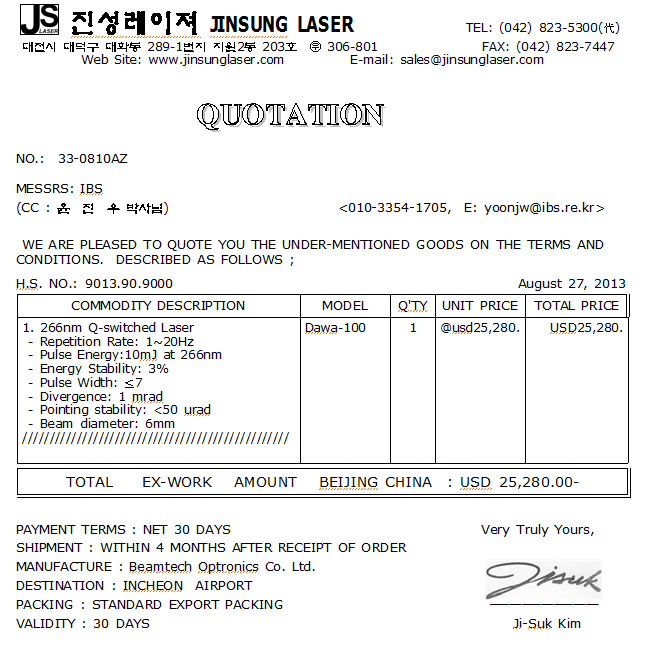 JS LASER 진성레이져 JINSUNG LASER TEL: (042) 823-5300(代)
대전시 대덕구 대화동 289-1번지 지원2동 203호 ㉾ 306-801 FAX: (042) 823-7447
Web Site: www.jinsunglaser.com E-mail: sales@jinsunglaser.com
QUOTATION
NO.: 33-0810AZ
MESSRS: IBS
(CC : 윤 진 우 박사님) <010-3354-1705, E: yoonjw@ibs.re.kr>
WE ARE PLEASED TO QUOTE YOU THE UNDER-MENTIONED GOODS ON THE TERMS AND
CONDITIONS. DESCRIBED AS FOLLOWS ;
H.S. NO.: 9013.90.9000 August 27, 2013
COMMODITY DESCRIPTION MODEL Q'TY UNIT PRICE TOTAL PRICE
1. 266nm Q-switched Laser Dawa-100 1 @usd25,280. USD25,280.
- Repetition Rate: 1~20Hz
- Pulse Energy:10mJ at 266nm
- Energy Stability: 3%
- Pulse Width: ≤7
- Divergence: 1 mrad
- Pointing stability: <50 urad
- Beam diameter: 6mm
////////////////////////////////////////////////
TOTAL EX-WORK AMOUNT BEIJING CHINA : USD 25,280.00-
PAYMENT TERMS : NET 30 DAYS Very Truly Yours,
SHIPMENT : WITHIN 4 MONTHS AFTER RECEIPT OF ORDER
MANUFACTURE : Beamtech Optronics Co. Ltd.
DESTINATION : INCHEON AIRPORT Jisuk
PACKING : STANDARD EXPORT PACKING
VALIDITY : 30 DAYS Ji-Suk Kim